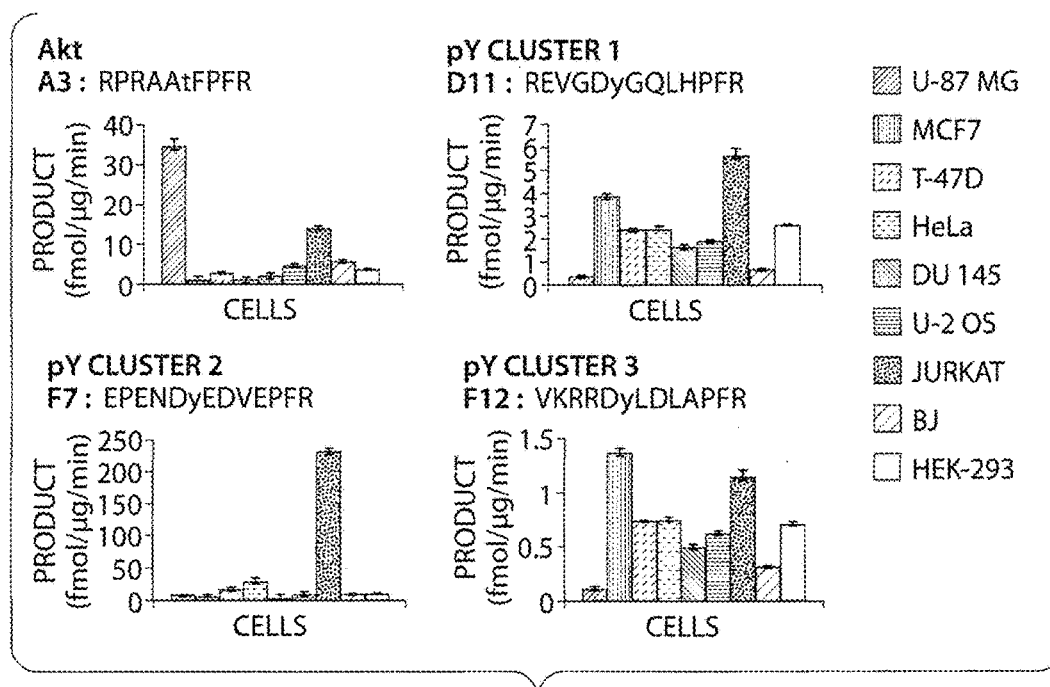 Akt
A3 : RPRAAtFPFR
PRODUCT
(fmol/µg/min)
40
30
20
10
0
CELLS
pY CLUSTER 1
D11 : REVGDyGQLHPFR
PRODUCT
(fmol/µg/min)
7
6
5
4
3
2
1
0
CELLS
pY CLUSTER 2
F7 : EPENDyEDVEPFR
PRODUCT
(fmol/µg/min)
250
200
150
100
50
0
CELLS
pY CLUSTER 3
F12 : VKRRDyLDLAPFR
PRODUCT
(fmol/µg/min)
1.5
1
0.5
0
CELLS
U-87 MG
MCF7
T-47D
HeLa
DU 145
U-2 OS
JURKAT
BJ
HEK-293